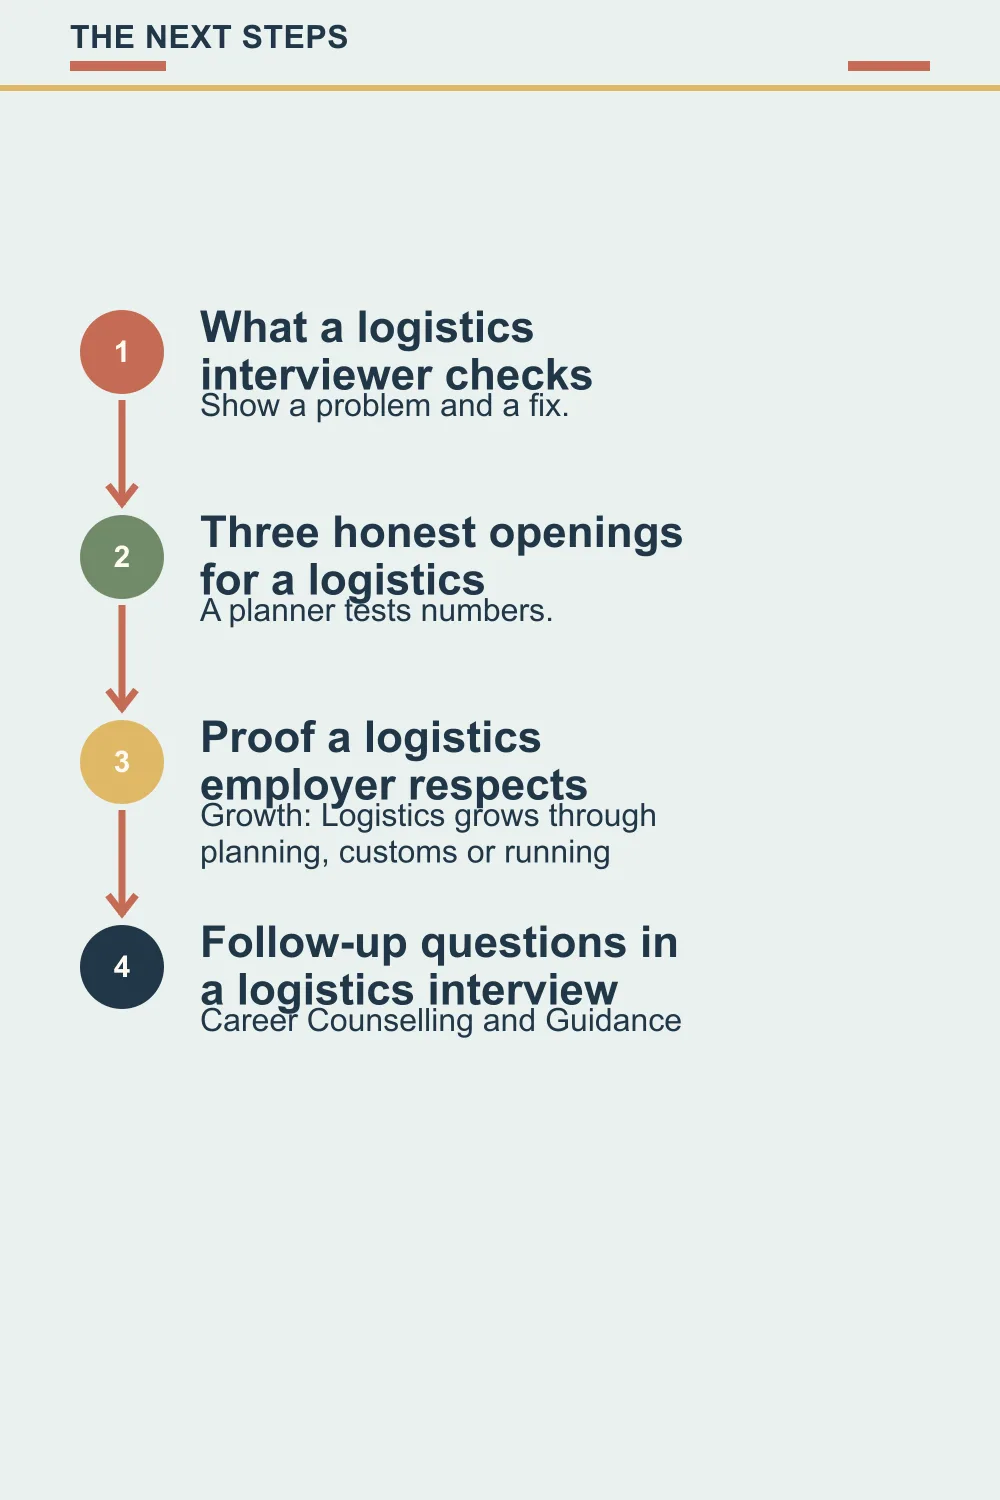 THE NEXT STEPS
1
What a logistics
interviewer checks
Show a problem and a fix.
2
Three honest openings
for a logistics
A planner tests numbers.
3
Proof a logistics
employer respects
Growth: Logistics grows through
planning, customs or running
4
Follow-up questions in
a logistics interview
Career Counselling and Guidance